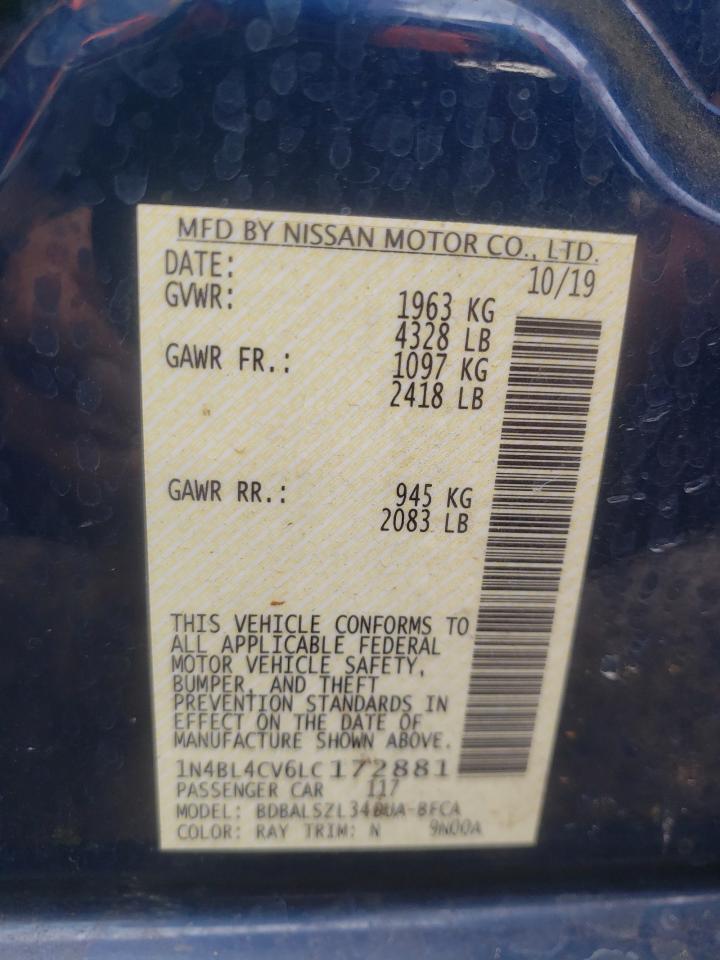 MFD BY NISSAN MOTOR CO., LTD.
DATE: 10/19
GVWR: 1963 KG
4328 LB
GAWR FR.: 1097 KG
2418 LB
GAWR RR.: 945 KG
2083 LB
THIS VEHICLE CONFORMS TO
ALL APPLICABLE FEDERAL
MOTOR VEHICLE SAFETY,
BUMPER, AND THEFT
PREVENTION STANDARDS IN
EFFECT ON THE DATE OF
MANUFACTURE SHOWN ABOVE.
1N4BL4CV6LC172881
PASSENGER CAR 117
MODEL:
COLOR: RAY TRIM: N 9N00A